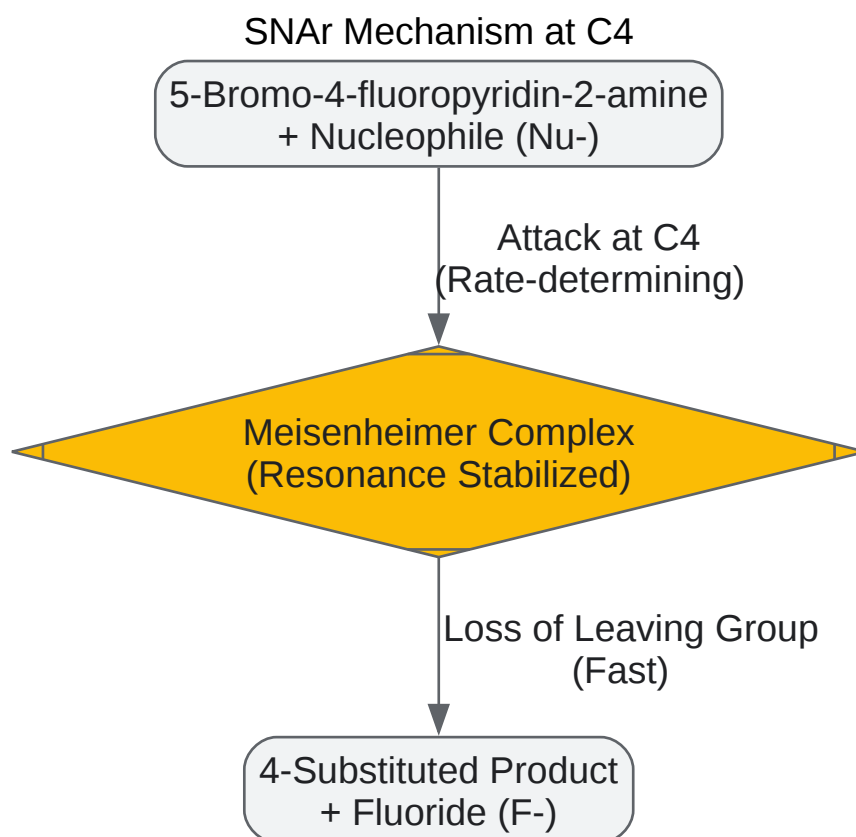 SNAr Mechanism at C4
5-Bromo-4-fluoropyridin-2-amine
+ Nucleophile (Nu-)
Attack at C4
(Rate-determining)
Meisenheimer Complex
(Resonance Stabilized)
Loss of Leaving Group
(Fast)
4-Substituted Product
+ Fluoride (F-)